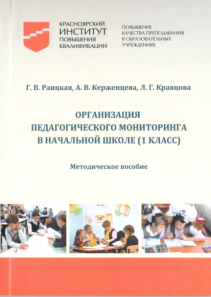 КРАСНОЯРСКИЙ
ИНСТИТУТ
ПОВЫШЕНИЯ
КВАЛИФИКАЦИИ
ПОВЫШЕНИЕ
КАЧЕСТВА ПРЕПОДАВАНИЯ
В ОБРАЗОВАТЕЛЬНЫХ
УЧРЕЖДЕНИЯХ
Г. В. Раицкая, А. В. Керженцева, Л. Г. Кравцова
ОРГАНИЗАЦИЯ
ПЕДАГОГИЧЕСКОГО МОНИТОРИНГА
В НАЧАЛЬНОЙ ШКОЛЕ (1 КЛАСС)
Методическое пособие